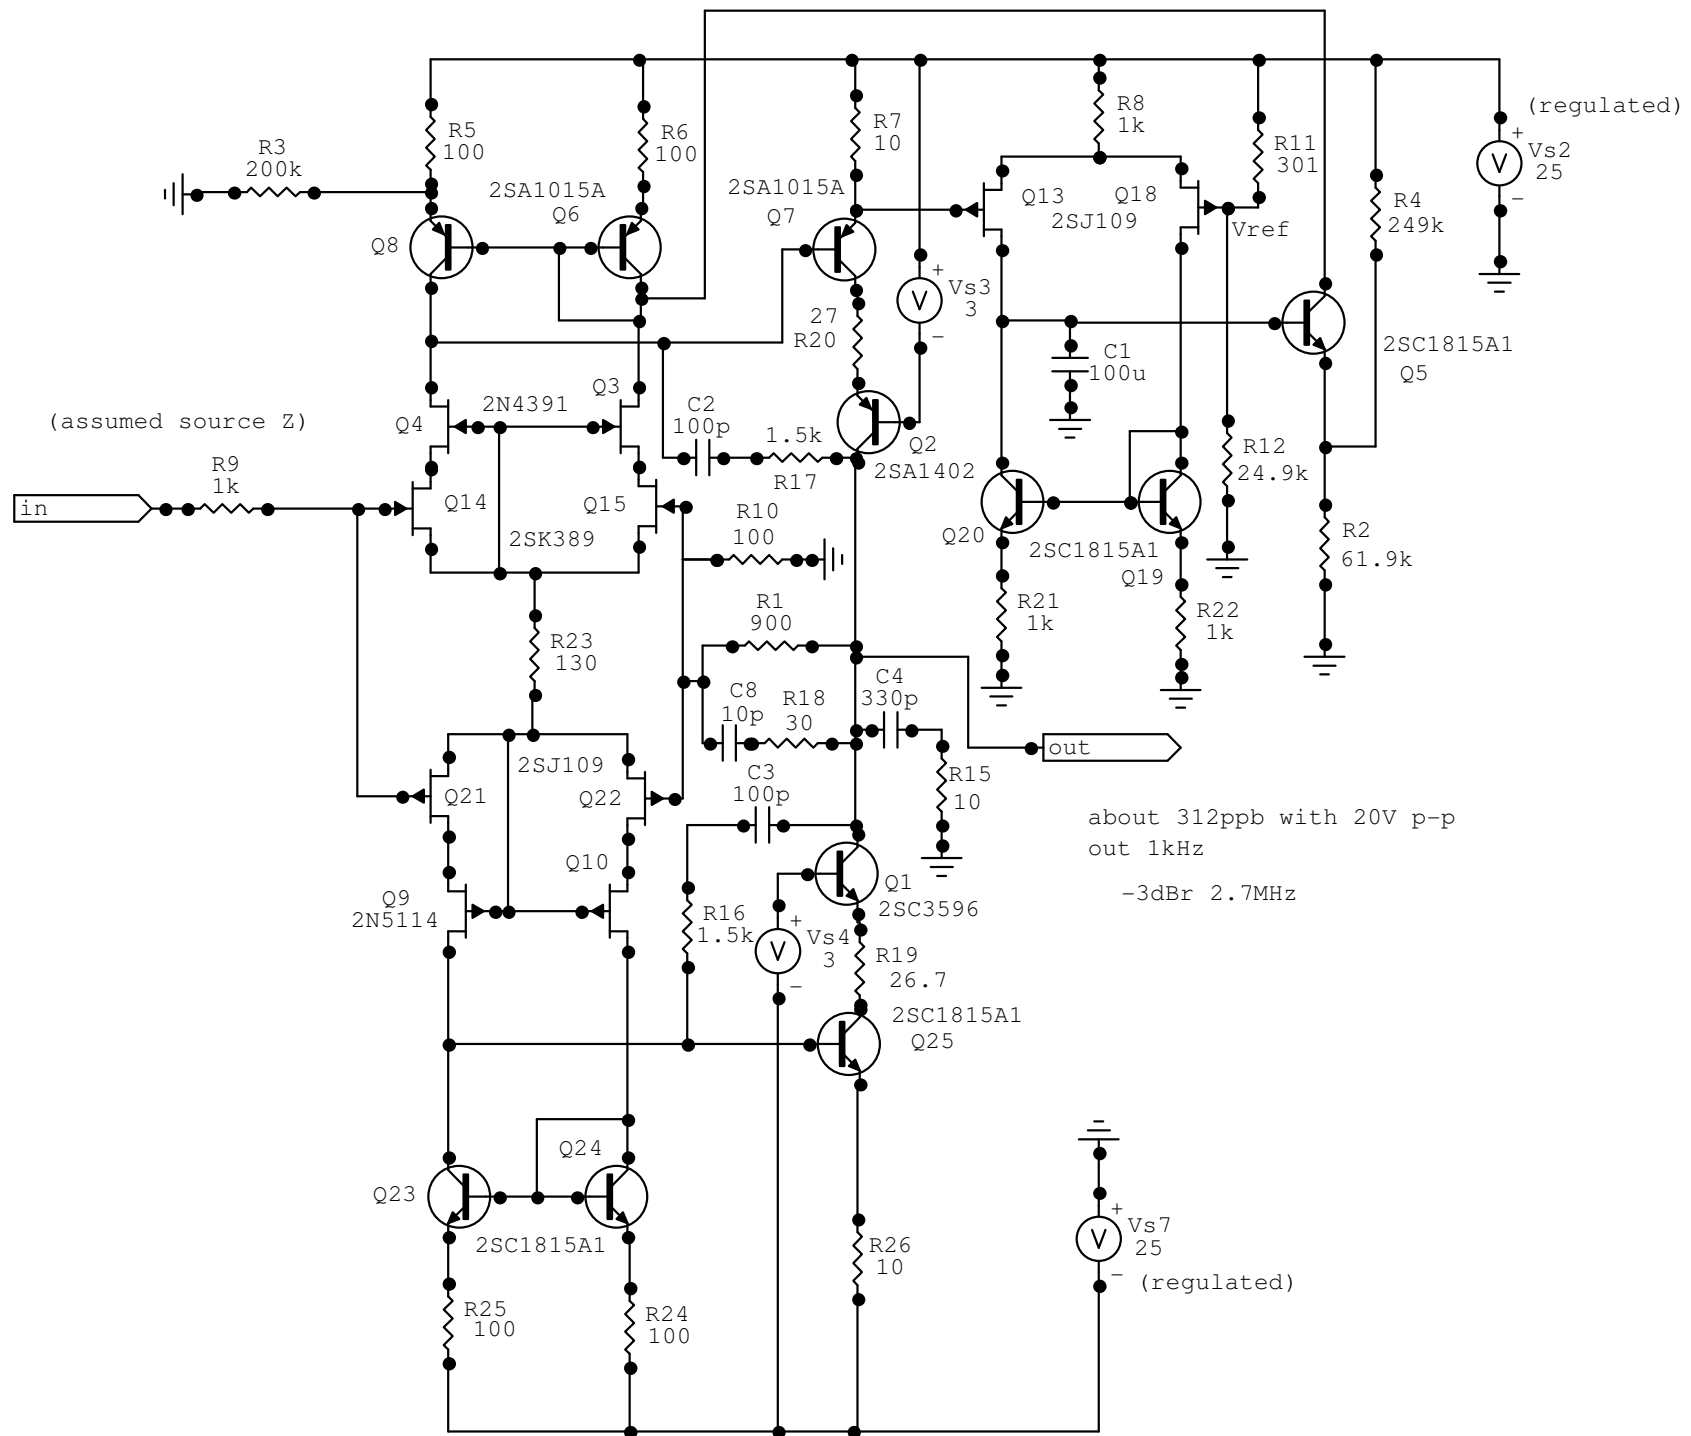 (regulated)
R8
1k
R7
10
R5
100
R6
100
R11
301
+
Vs2
25
−
R3
200k
2SA1015A
Q6
2SA1015A
Q7
Q13
Q18
2SJ109
R4
249k
Q8
Vref
+
Vs3
3
−
27
R20
C1
100u
2SC1815A1
Q5
Q3
2N4391
Q4
(assumed source Z)
C2
100p
1.5k
R17
Q2
2SA1402
R12
24.9k
R9
1k
in
Q14
Q15
2SK389
R10
100
Q20
2SC1815A1
Q19
R2
61.9k
R21
1k
R22
1k
R1
900
R23
130
C8
10p
R18
30
C4
330p
out
2SJ109
Q21
Q22
C3
100p
R15
10
about 312ppb with 20V p-p
out 1kHz
-3dBr 2.7MHz
Q10
Q1
2SC3596
Q9
2N5114
R16
1.5k
+
Vs4
3
−
R19
26.7
2SC1815A1
Q25
Q24
Q23
2SC1815A1
+
Vs7
25
−
(regulated)
R26
10
R25
100
R24
100